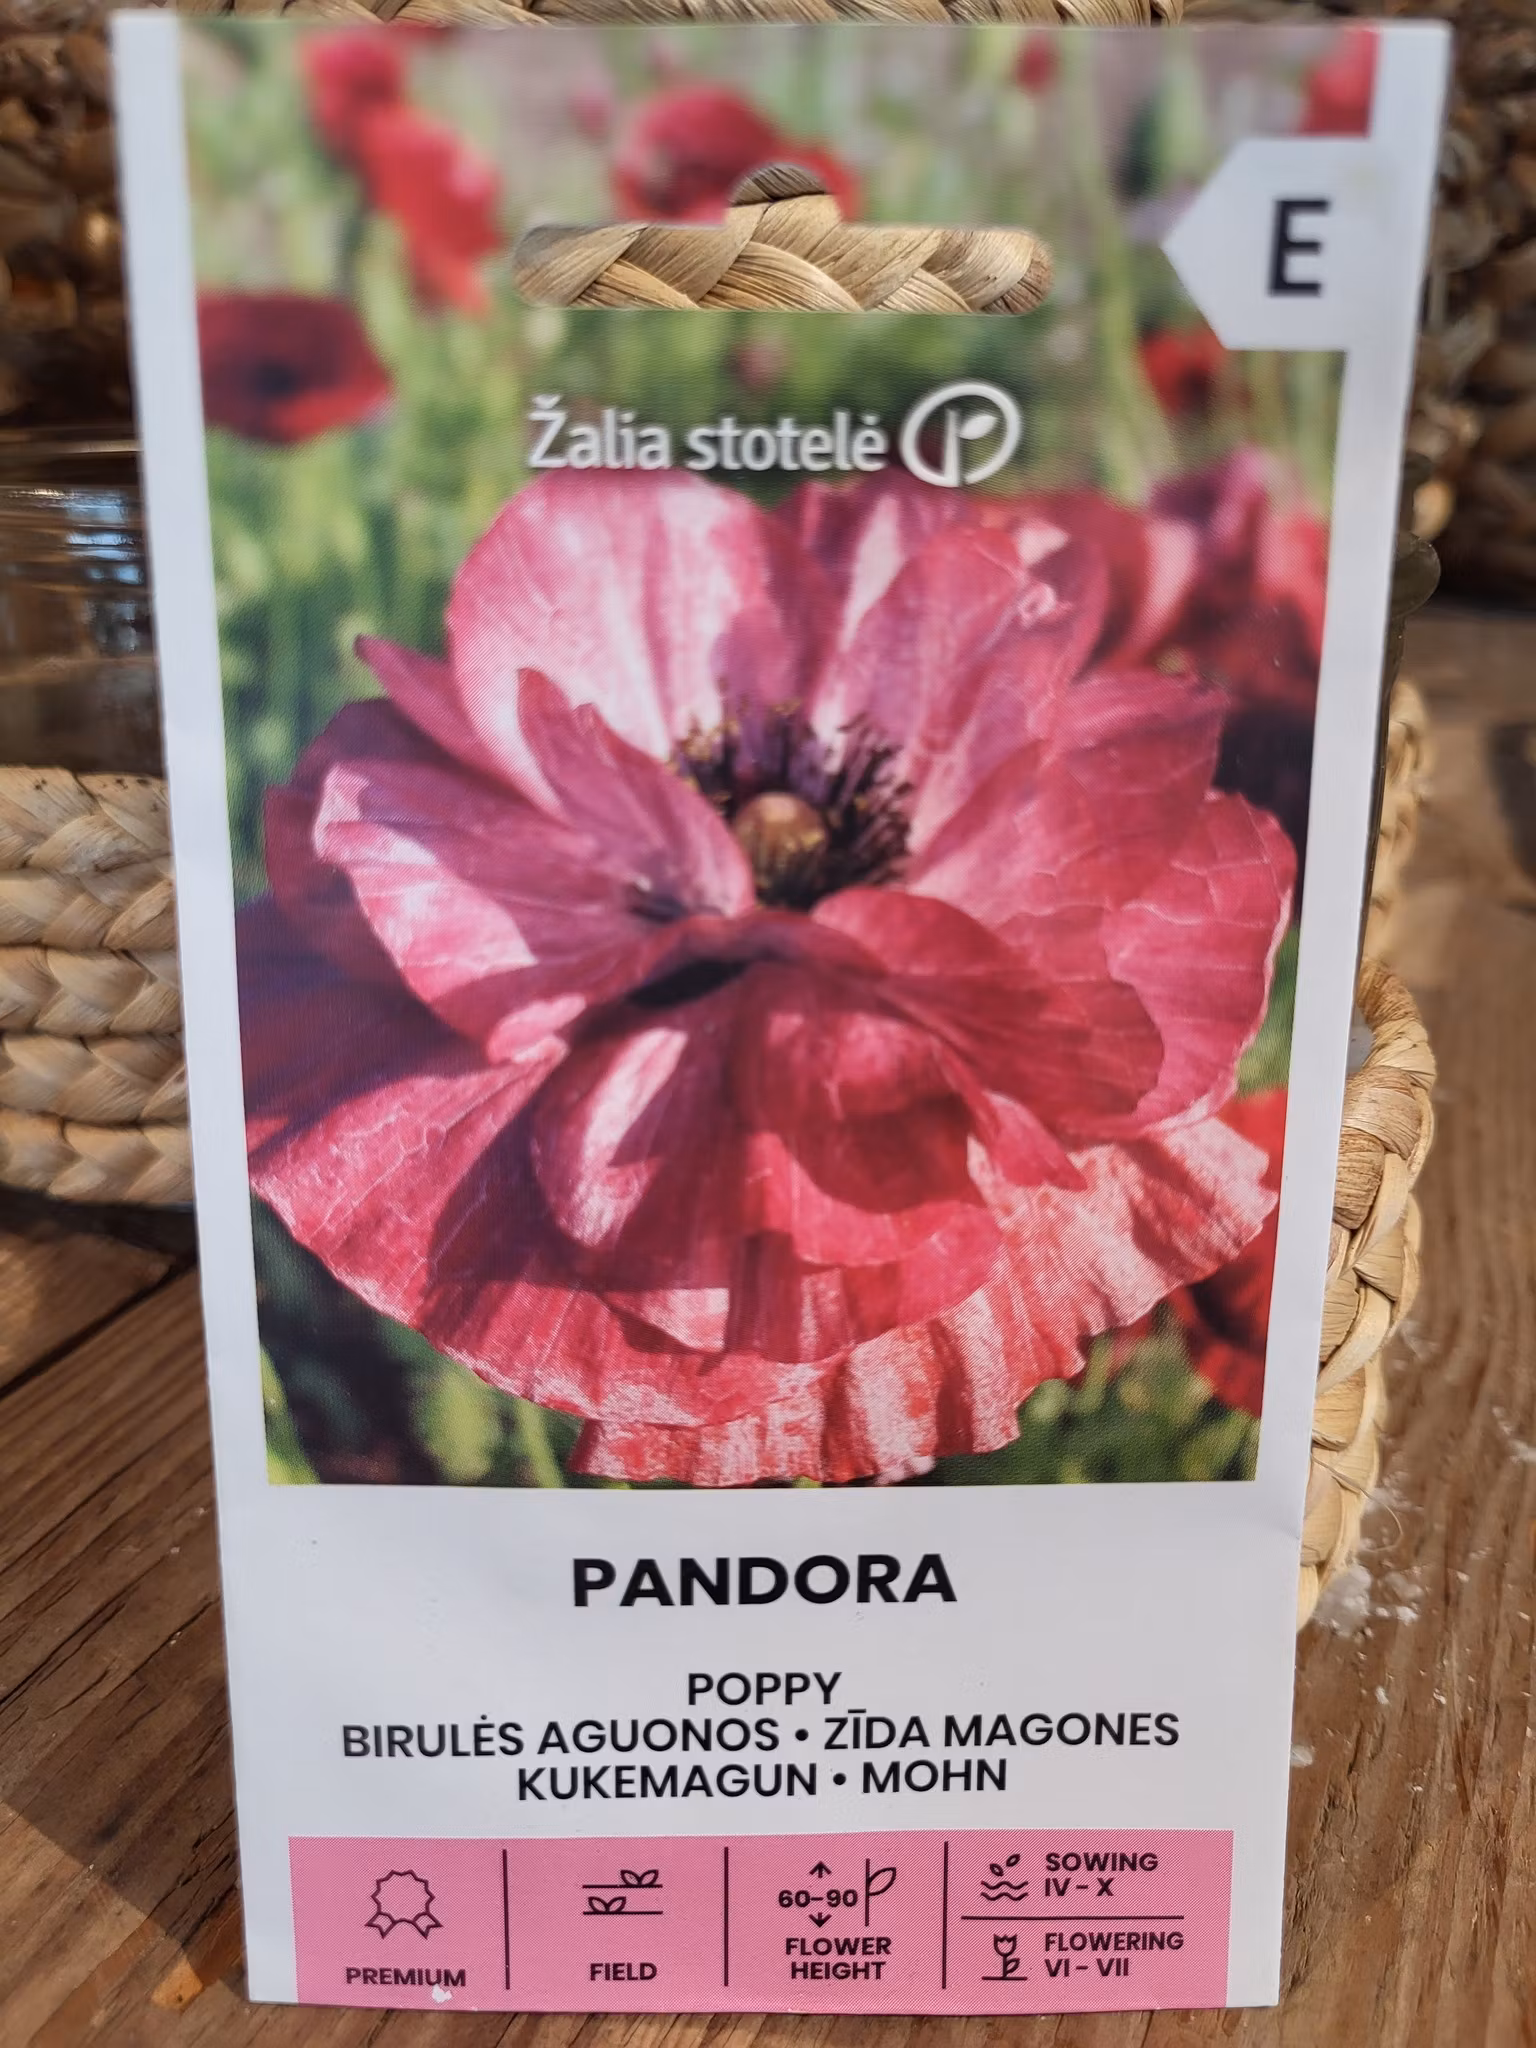 E
Žalia stotelė
PANDORA
POPPY
BIRULĖS AGUONOS • ZĪDA MAGONES
KUKEMAGUN • MOHN
PREMIUM
FIELD
60-90
FLOWER
HEIGHT
SOWING
IV - X
FLOWERING
VI - VII